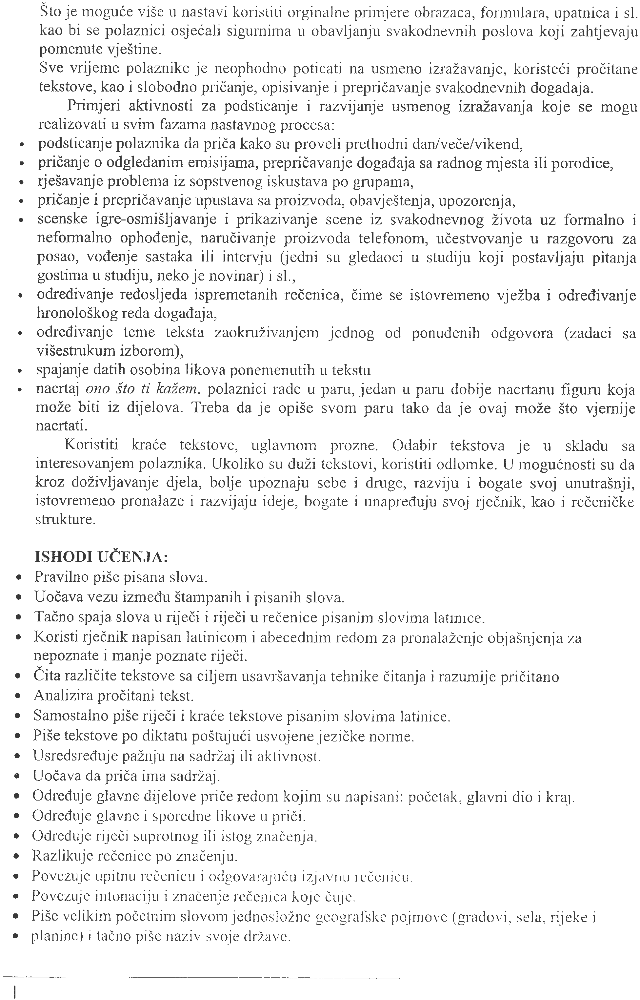 Što je moguće više u nastavi koristiti orginalne primjere obrazaca, formulara, upatnica i sl.
kao bi se polaznici osjećali sigurnima u obavljanju svakodnevnih poslova koji zahtjevaju
pomenute vještine.
Sve vrijeme polaznike je neophodno poticati na usmeno izražavanje, koristeći pročitane
tekstove, kao i slobodno pričanje, opisivanje i prepričavanje svakodnevnih događaja.
Primjeri aktivnosti za podsticanje i razvijanje usmenog izražavanja koje se mogu
realizovati u svim fazama nastavnog procesa:
• podsticanje polaznika da priča kako su proveli prethodni dan/veče/vikend,
• pričanje o odgledanim emisijama, prepričavanje događaja sa radnog mjesta ili porodice,
• rješavanje problema iz sopstvenog iskustava po grupama,
• pričanje i prepričavanje upustava sa proizvoda, obavještenja, upozorenja,
• scenske igre-osmišljavanje i prikazivanje scene iz svakodnevnog života uz formalno i
neformalno ophođenje, naručivanje proizvoda telefonom, učestvovanje u razgovoru za
posao, vođenje sastaka ili intervju (jedni su gledaoci u studiju koji postavljaju pitanja
gostima u studiju, neko je novinar) i sl.,
• određivanje redosljeda ispremetanih rečenica, čime se istovremeno vježba i određivanje
hronološkog reda događaja,
• određivanje teme teksta zaokruživanjem jednog od ponuđenih odgovora (zadaci sa
višestrukum izborom),
• spajanje datih osobina likova ponemenutih u tekstu
• nacrtaj ono što ti kažem, polaznici rade u paru, jedan u paru dobije nacrtanu figuru koja
može biti iz dijelova. Treba da je opiše svom paru tako da je ovaj može što vjernije
nacrtati.
Koristiti kraće tekstove, uglavnom prozne. Odabir tekstova je u skladu sa
interesovanjem polaznika. Ukoliko su duži tekstovi, koristiti odlomke. U mogućnosti su da
kroz doživljavanje djela, bolje upoznaju sebe i druge, razviju i bogate svoj unutrašnji,
istovremeno pronalaze i razvijaju ideje, bogate i unapređuju svoj rječnik, kao i rečeničke
strukture.
ISHODI UČENJA:
• Pravilno piše pisana slova.
• Uočava vezu između štampanih i pisanih slova.
• Tačno spaja slova u riječi i riječi u rečenice pisanim slovima latinice.
• Koristi rječnik napisan latinicom i abecednim redom za pronalaženje objašnjenja za
nepoznate i manje poznate riječi.
• Čita različite tekstove sa ciljem usavršavanja tehnike čitanja i razumije pričitano
• Analizira pročitani tekst.
• Samostalno piše riječi i kraće tekstove pisanim slovima latinice.
• Piše tekstove po diktatu poštujući usvojene jezičke norme.
• Usredsređuje pažnju na sadržaj ili aktivnost.
• Uočava da priča ima sadržaj.
• Određuje glavne dijelove priče redom kojim su napisani: početak, glavni dio i kraj.
• Određuje glavne i sporedne likove u priči.
• Određuje riječi suprotnog ili istog značenja.
• Razlikuje rečenice po značenju.
• Povezuje upitnu rečenicu i odgovarajuću izjavnu rečenicu.
• Povezuje intonaciju i značenje rečenica koje čuje.
• Piše velikim početnim slovom jednosložne geografske pojmove (gradovi, sela, rijeke i
• planine) i tačno piše naziv svoje države.